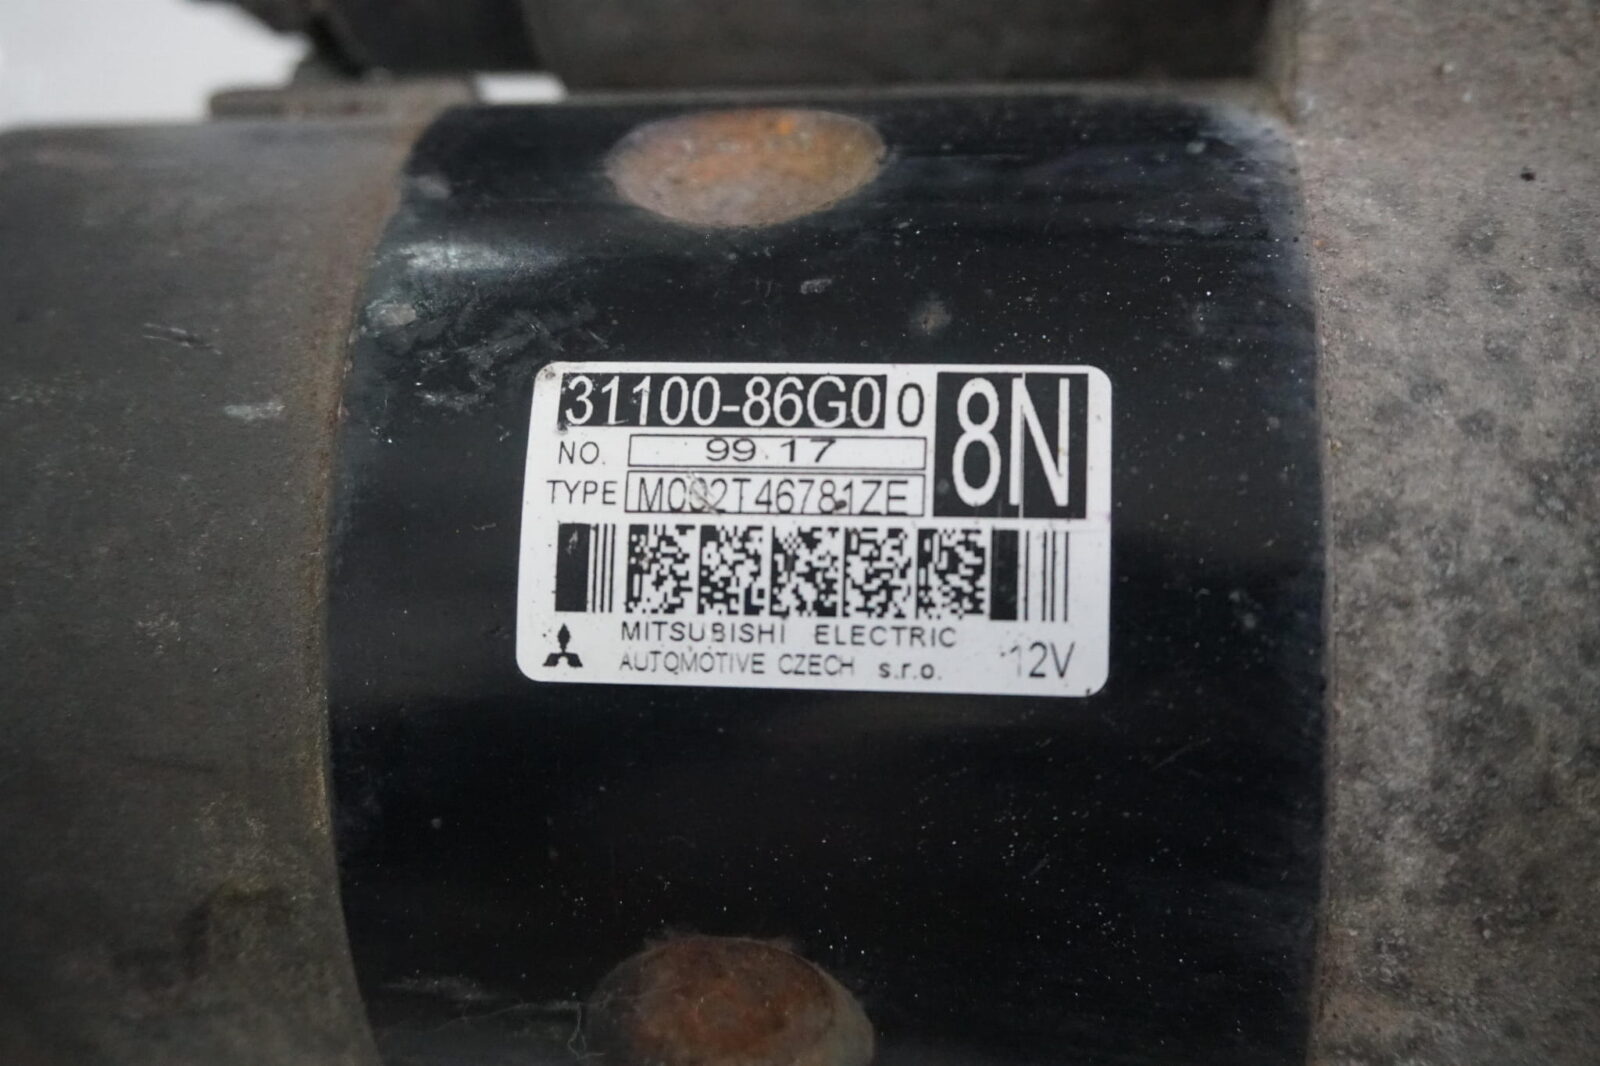 31100-86G0 0 8N
NO. 99 17
TYPE M002T46781ZE
MITSUBISHI ELECTRIC
AUTOMOTIVE CZECH s.r.o. 12V